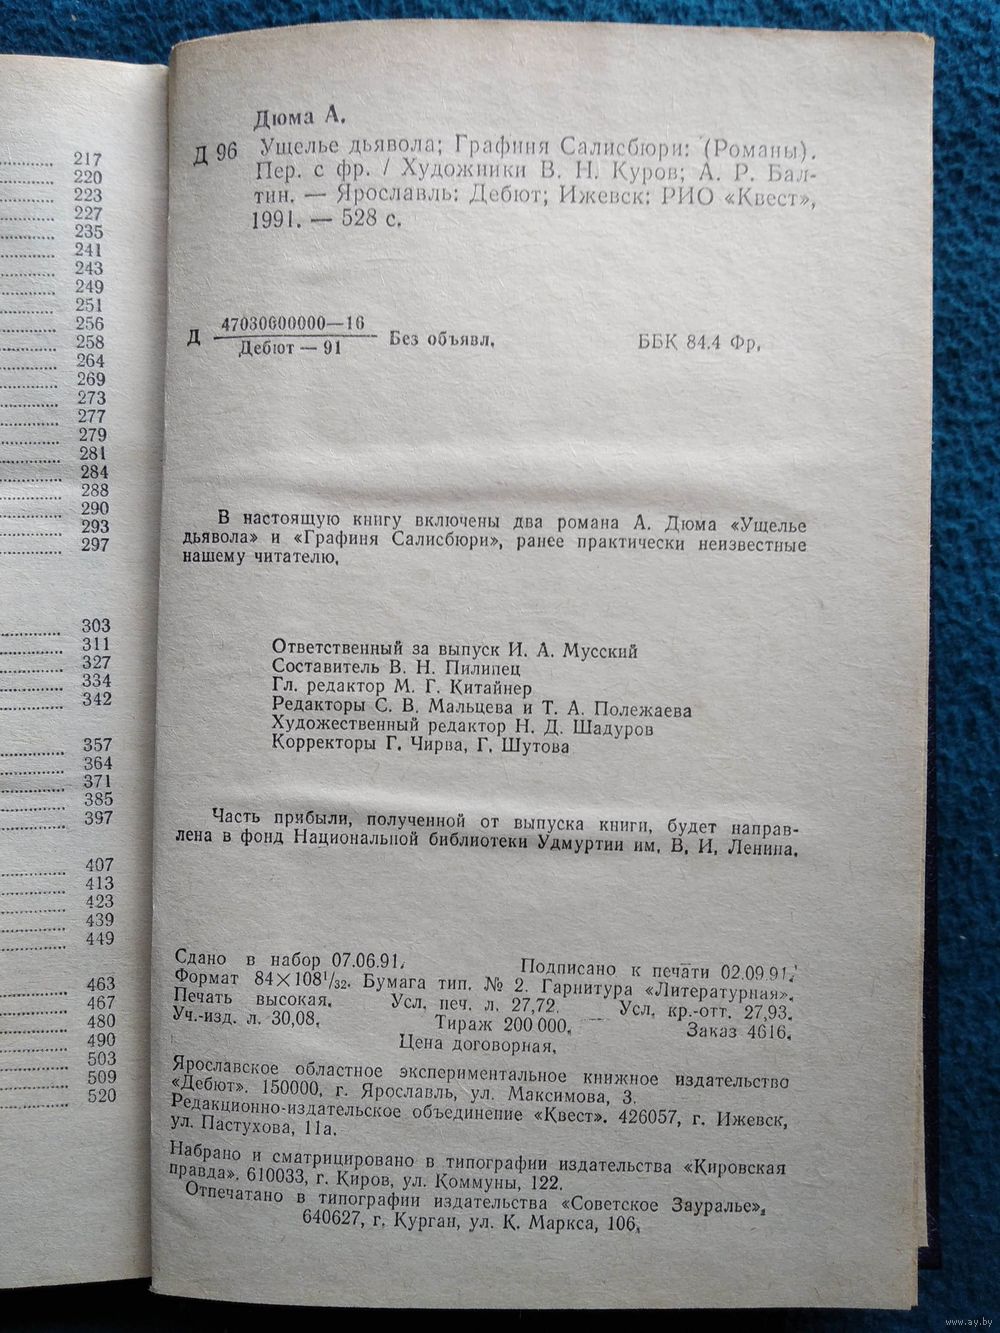 217
220
223
227
235
241
243
249
251
256
258
264
269
273
277
279
281
284
288
290
293
297
303
311
327
334
342
357
364
371
385
397
407
413
423
439
449
463
467
480
490
503
509
520
Дюма А.
Д 96 Ущелье дьявола; Графиня Салисбюри: (Романы).
Пер. с фр. / Художники В. Н. Куров; А. Р. Бал-
тин. — Ярославль: Дебют; Ижевск: РИО «Квест»,
1991. — 528 с.
Д 47030600000—16
Дебют — 91 Без объявл. ББК 84.4 Фр.
В настоящую книгу включены два романа А. Дюма «Ущелье
дьявола» и «Графиня Салисбюри», ранее практически неизвестные
нашему читателю.
Ответственный за выпуск И. А. Мусский
Составитель В. Н. Пилипец
Гл. редактор М. Г. Китайнер
Редакторы С. В. Мальцева и Т. А. Полежаева
Художественный редактор Н. Д. Шадуров
Корректоры Г. Чирва, Г. Шутова
Часть прибыли, полученной от выпуска книги, будет направ-
лена в фонд Национальной библиотеки Удмуртии им. В. И. Ленина.
Сдано в набор 07.06.91. Подписано к печати 02.09.91.
Формат 84×108¹/₃₂. Бумага тип. № 2. Гарнитура «Литературная».
Печать высокая. Усл. печ. л. 27,72. Усл. кр.-отт. 27,93.
Уч.-изд. л. 30,08. Тираж 200 000. Заказ 4616.
Цена договорная.
Ярославское областное экспериментальное книжное издательство
«Дебют». 150000, г. Ярославль, ул. Максимова, 3.
Редакционно-издательское объединение «Квест». 426057, г. Ижевск,
ул. Пастухова, 11а.
Набрано и сматрицировано в типографии издательства «Кировская
правда». 610033, г. Киров, ул. Коммуны, 122.
Отпечатано в типографии издательства «Советское Зауралье»,
640627, г. Курган, ул. К. Маркса, 106.
www.ay.by